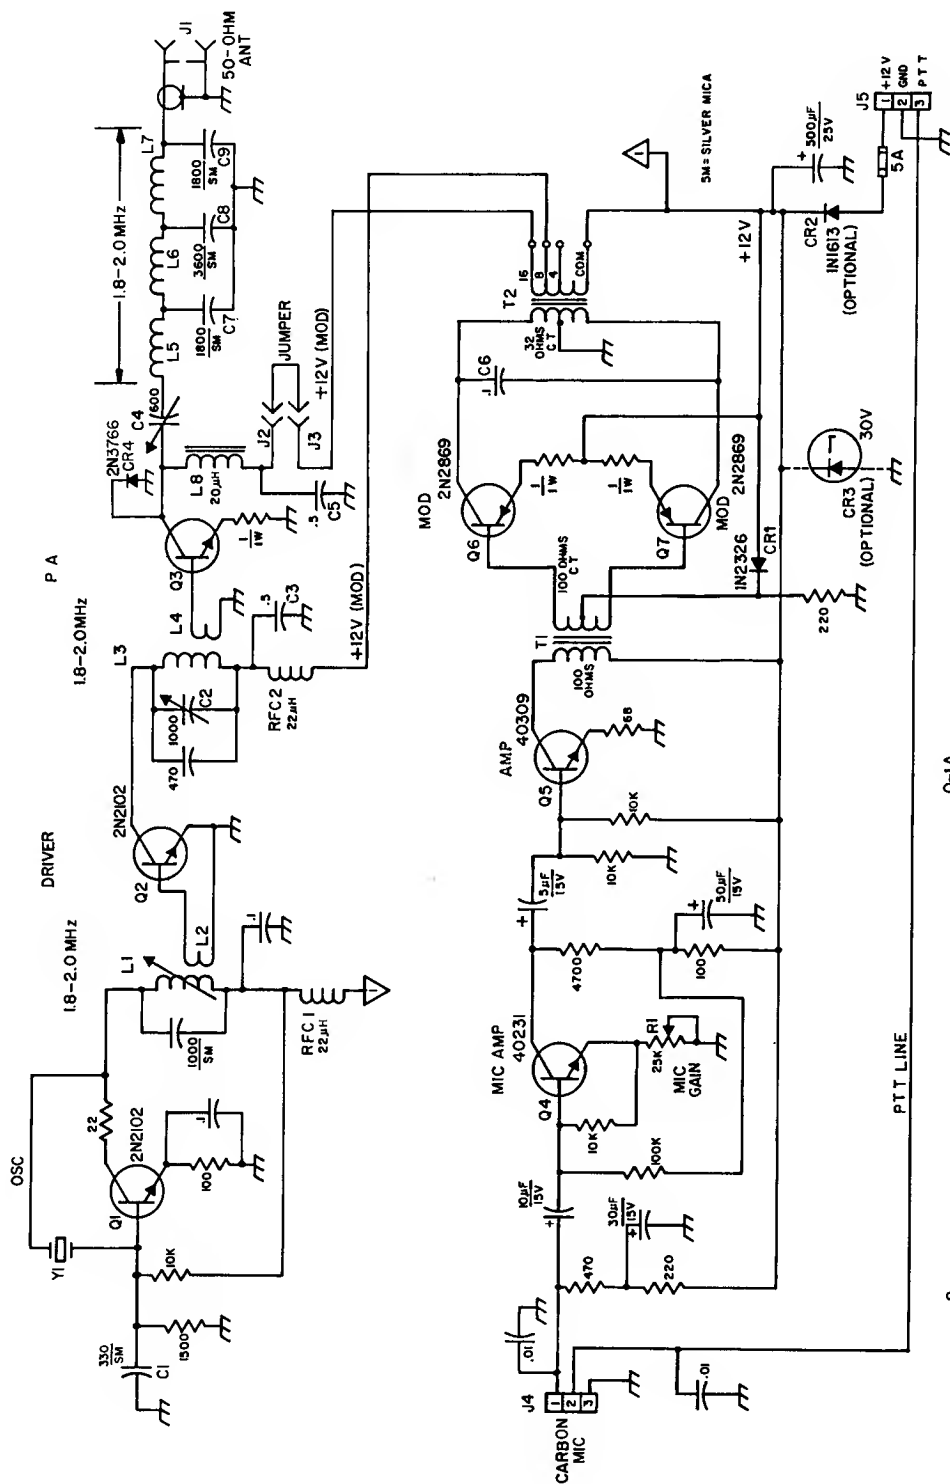 OSC
DRIVER
P A
1.8-2.0MHz
1.8-2.0MHz
1.8-2.0MHz
Y1
Q1
2N2102
22
10K
1500
330
SM
C1
100
.1
1000
SM
L1
L2
.1
RFC1
22µH
1
Q2
2N2102
470
1000
C2
L3
L4
.5
C3
RFC2
22µH
+12V (MOD)
Q3
1
1W
2N3766
CR4
C4
600
L8
20µH
.5
C5
J2
J3
JUMPER
+12V (MOD)
L5
L6
L7
1800
SM
C7
3600
SM
C8
1800
SM
C9
J1
50-OHM
ANT
J4
1
2
3
CARBON
MIC
.01
.01
470
220
30µF
15V
10µF
15V
MIC AMP
40231
Q4
10K
100K
R1
25K
MIC
GAIN
4700
100
50µF
15V
5µF
15V
AMP
40309
Q5
10K
10K
68
T1
100
OHMS
100 OHMS
C T
MOD
2N2869
Q6
Q7
MOD
2N2869
1
1W
1
1W
.1
C6
1N2326
CR1
220
T2
32
OHMS
C T
16
8
4
COM
1
5M = SILVER MICA
+12V
CR3
30V
(OPTIONAL)
CR2
1N1613
(OPTIONAL)
500µF
25V
5A
J5
1
2
3
+12V
GND
PTT
PTT LINE